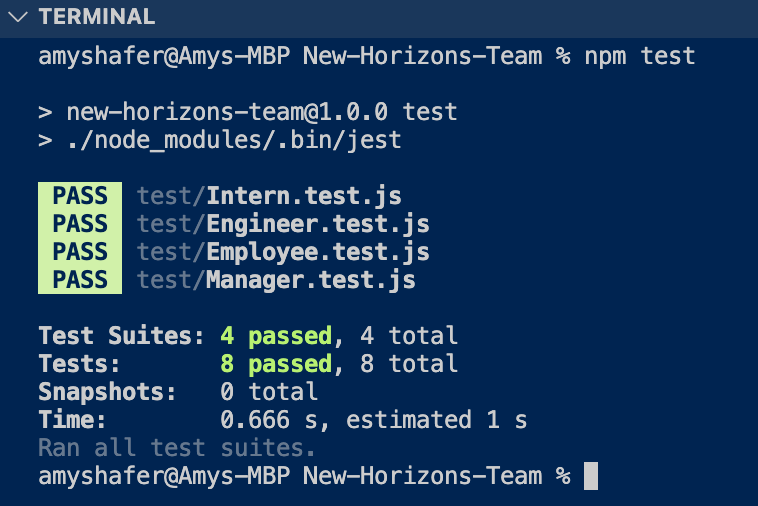 TERMINAL
amyshafer@Amys-MBP New-Horizons-Team % npm test
> new-horizons-team@1.0.0 test
> ./node_modules/.bin/jest
PASS test/Intern.test.js
PASS test/Engineer.test.js
PASS test/Employee.test.js
PASS test/Manager.test.js
Test Suites: 4 passed, 4 total
Tests: 8 passed, 8 total
Snapshots: 0 total
Time: 0.666 s, estimated 1 s
Ran all test suites.
amyshafer@Amys-MBP New-Horizons-Team %